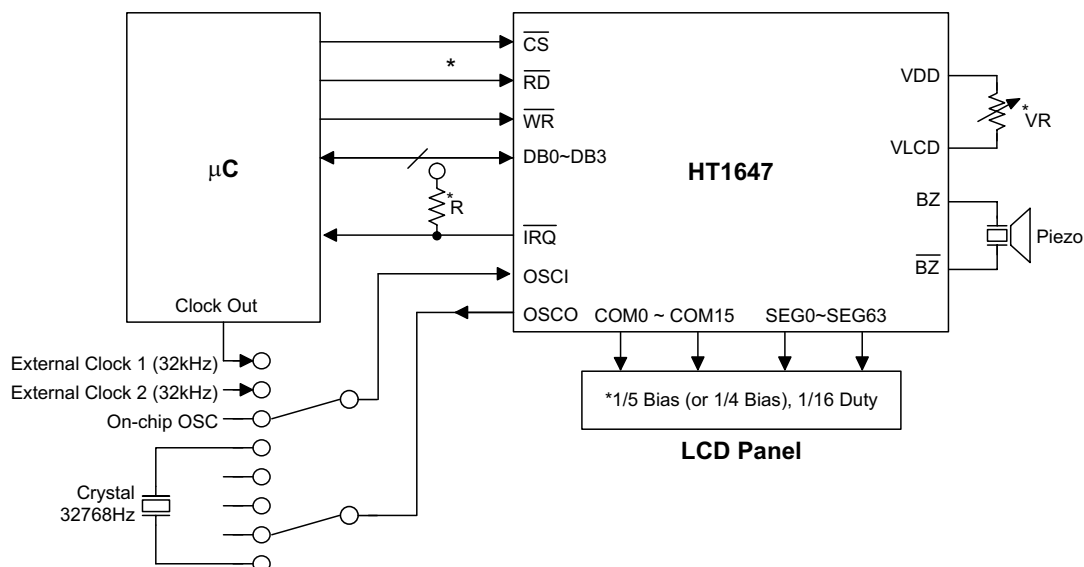 μC
Clock Out
CS
*
RD
WR
DB0~DB3
*
R
IRQ
OSCI
OSCO
HT1647
VDD
*
VR
VLCD
BZ
Piezo
BZ
COM0 ~ COM15
SEG0~SEG63
*1/5 Bias (or 1/4 Bias), 1/16 Duty
LCD Panel
External Clock 1 (32kHz)
External Clock 2 (32kHz)
On-chip OSC
Crystal
32768Hz